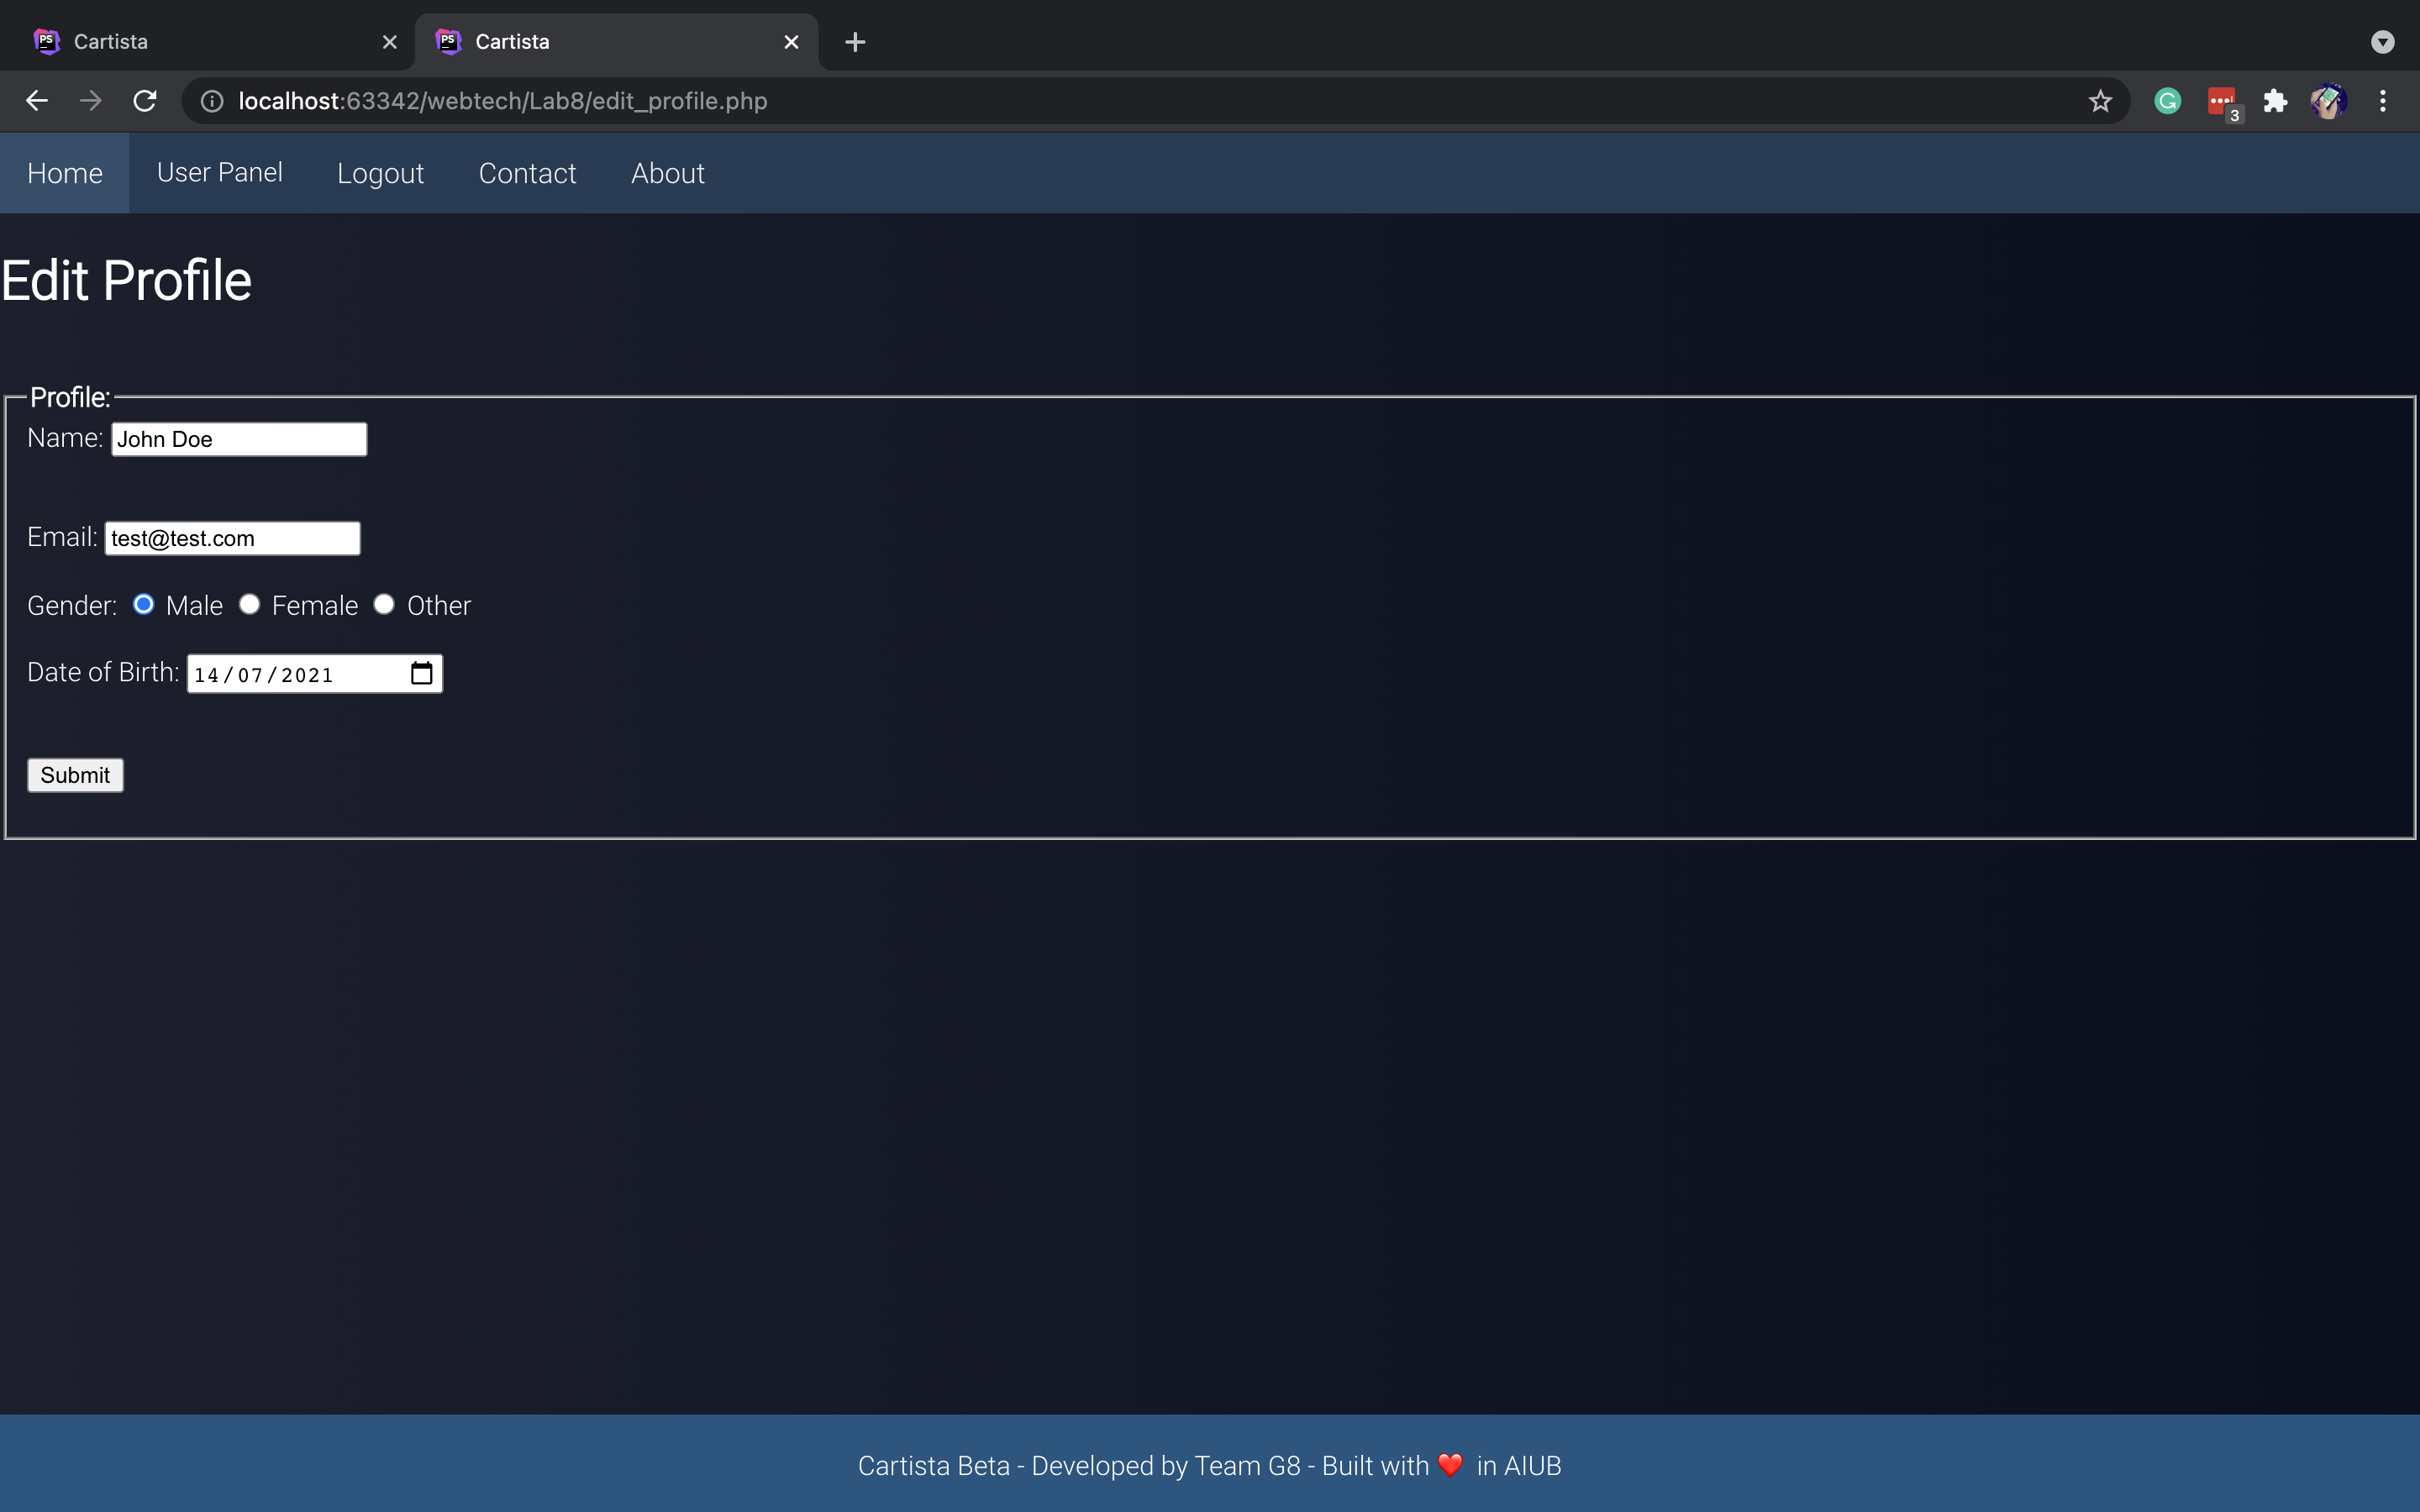 PS Cartista
PS Cartista
localhost:63342/webtech/Lab8/edit_profile.php
3
Home User Panel Logout Contact About
Edit Profile
Profile:
Name: John Doe
Email: test@test.com
Gender: Male Female Other
Date of Birth: 14/07/2021
Submit
Cartista Beta - Developed by Team G8 - Built with ❤️ in AIUB